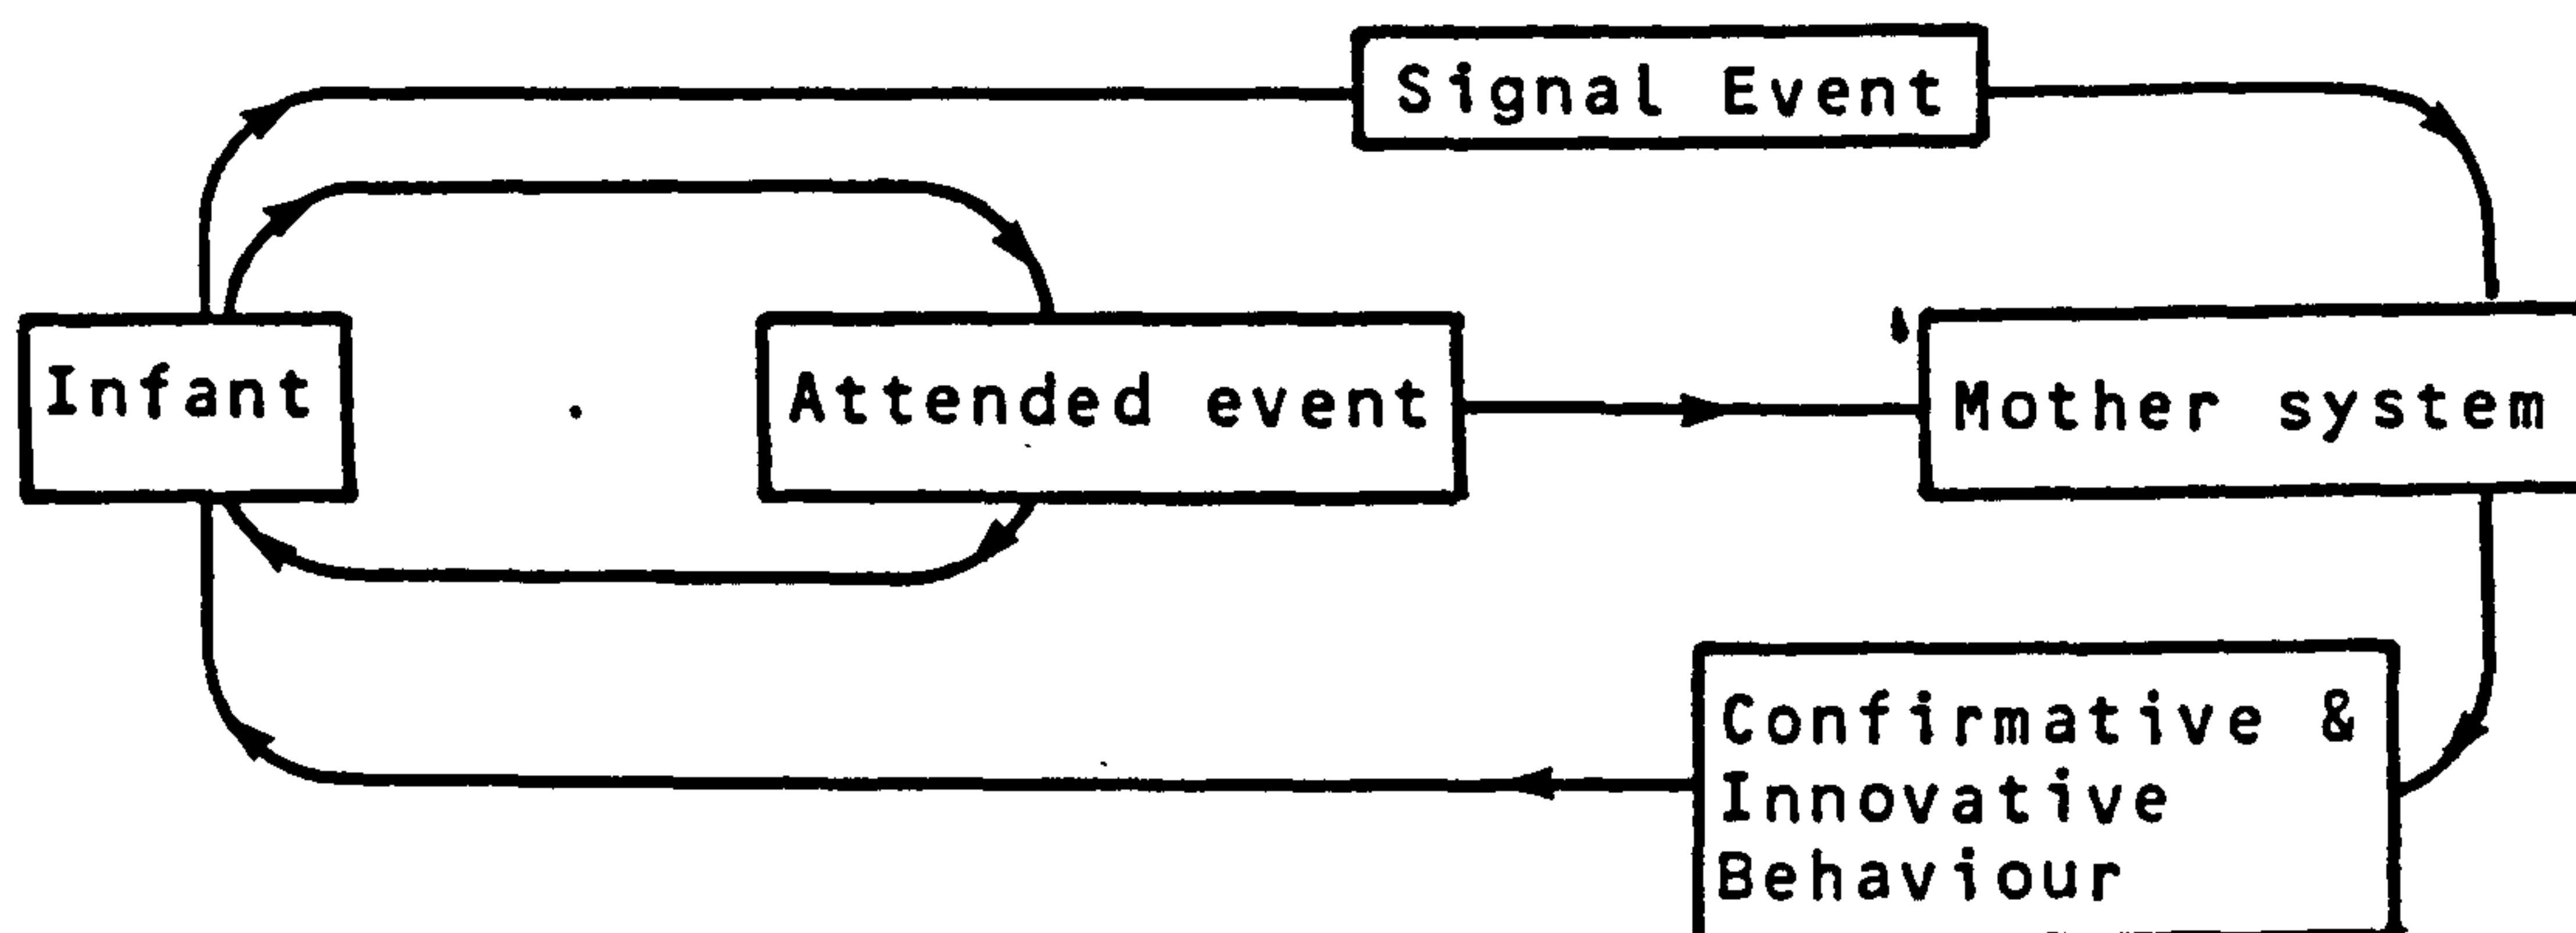 Signal Event
Infant
Attended event
Mother system
Confirmative &
Innovative
Behaviour